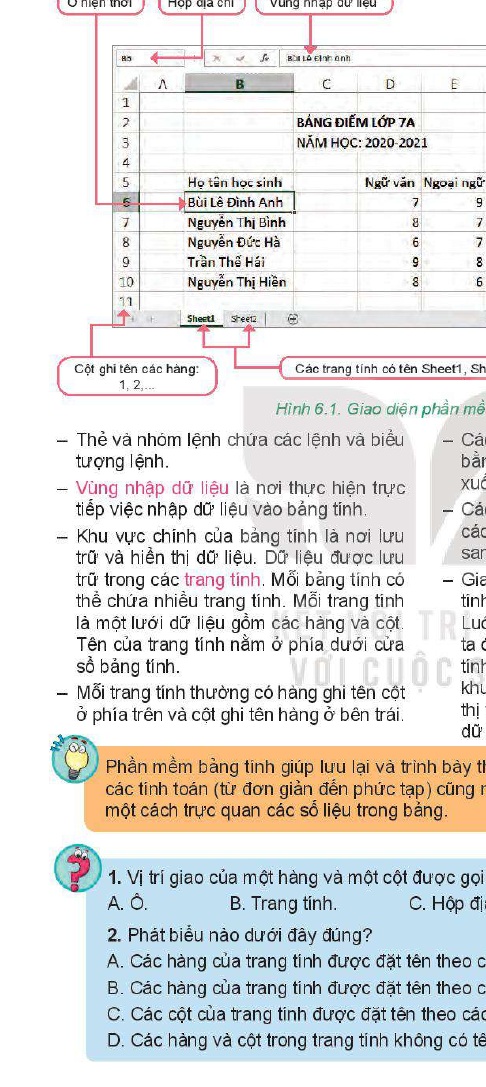 Ô hiện thời
Hộp địa chỉ
Vùng nhập dữ liệu
B6
fx
Bùi Lê Đình Anh
A B C D E
1
2 BẢNG ĐIỂM LỚP 7A
3 NĂM HỌC: 2020-2021
4
5 Họ tên học sinh Ngữ văn Ngoại ngữ
6 Bùi Lê Đình Anh 7 9
7 Nguyễn Thị Bình 8 7
8 Nguyễn Đức Hà 6 7
9 Trần Thế Hải 9 8
10 Nguyễn Thị Hiền 8 6
11
Sheet1 Sheet2
Cột ghi tên các hàng:
1, 2,...
Các trang tính có tên Sheet1, Sh
Hình 6.1. Giao diện phần mề
– Thẻ và nhóm lệnh chứa các lệnh và biểu
tượng lệnh.
– Vùng nhập dữ liệu là nơi thực hiện trực
tiếp việc nhập dữ liệu vào bảng tính.
– Khu vực chính của bảng tính là nơi lưu
trữ và hiển thị dữ liệu. Dữ liệu được lưu
trữ trong các trang tính. Mỗi bảng tính có
thể chứa nhiều trang tính. Mỗi trang tính
là một lưới dữ liệu gồm các hàng và cột.
Tên của trang tính nằm ở phía dưới cửa
sổ bảng tính.
– Mỗi trang tính thường có hàng ghi tên cột
ở phía trên và cột ghi tên hàng ở bên trái.
– Cá
bằn
xuố
– Cá
các
san
– Gia
tính
Luô
ta
tính
khu
thị
dữ
KẾT NỐI TRI
VỚI CUỘC S
Phần mềm bảng tính giúp lưu lại và trình bày th
các tính toán (từ đơn giản đến phức tạp) cũng n
một cách trực quan các số liệu trong bảng.
1. Vị trí giao của một hàng và một cột được gọi
A. Ô. B. Trang tính. C. Hộp đị
2. Phát biểu nào dưới đây đúng?
A. Các hàng của trang tính được đặt tên theo c
B. Các hàng của trang tính được đặt tên theo c
C. Các cột của trang tính được đặt tên theo các
D. Các hàng và cột trong trang tính không có tê